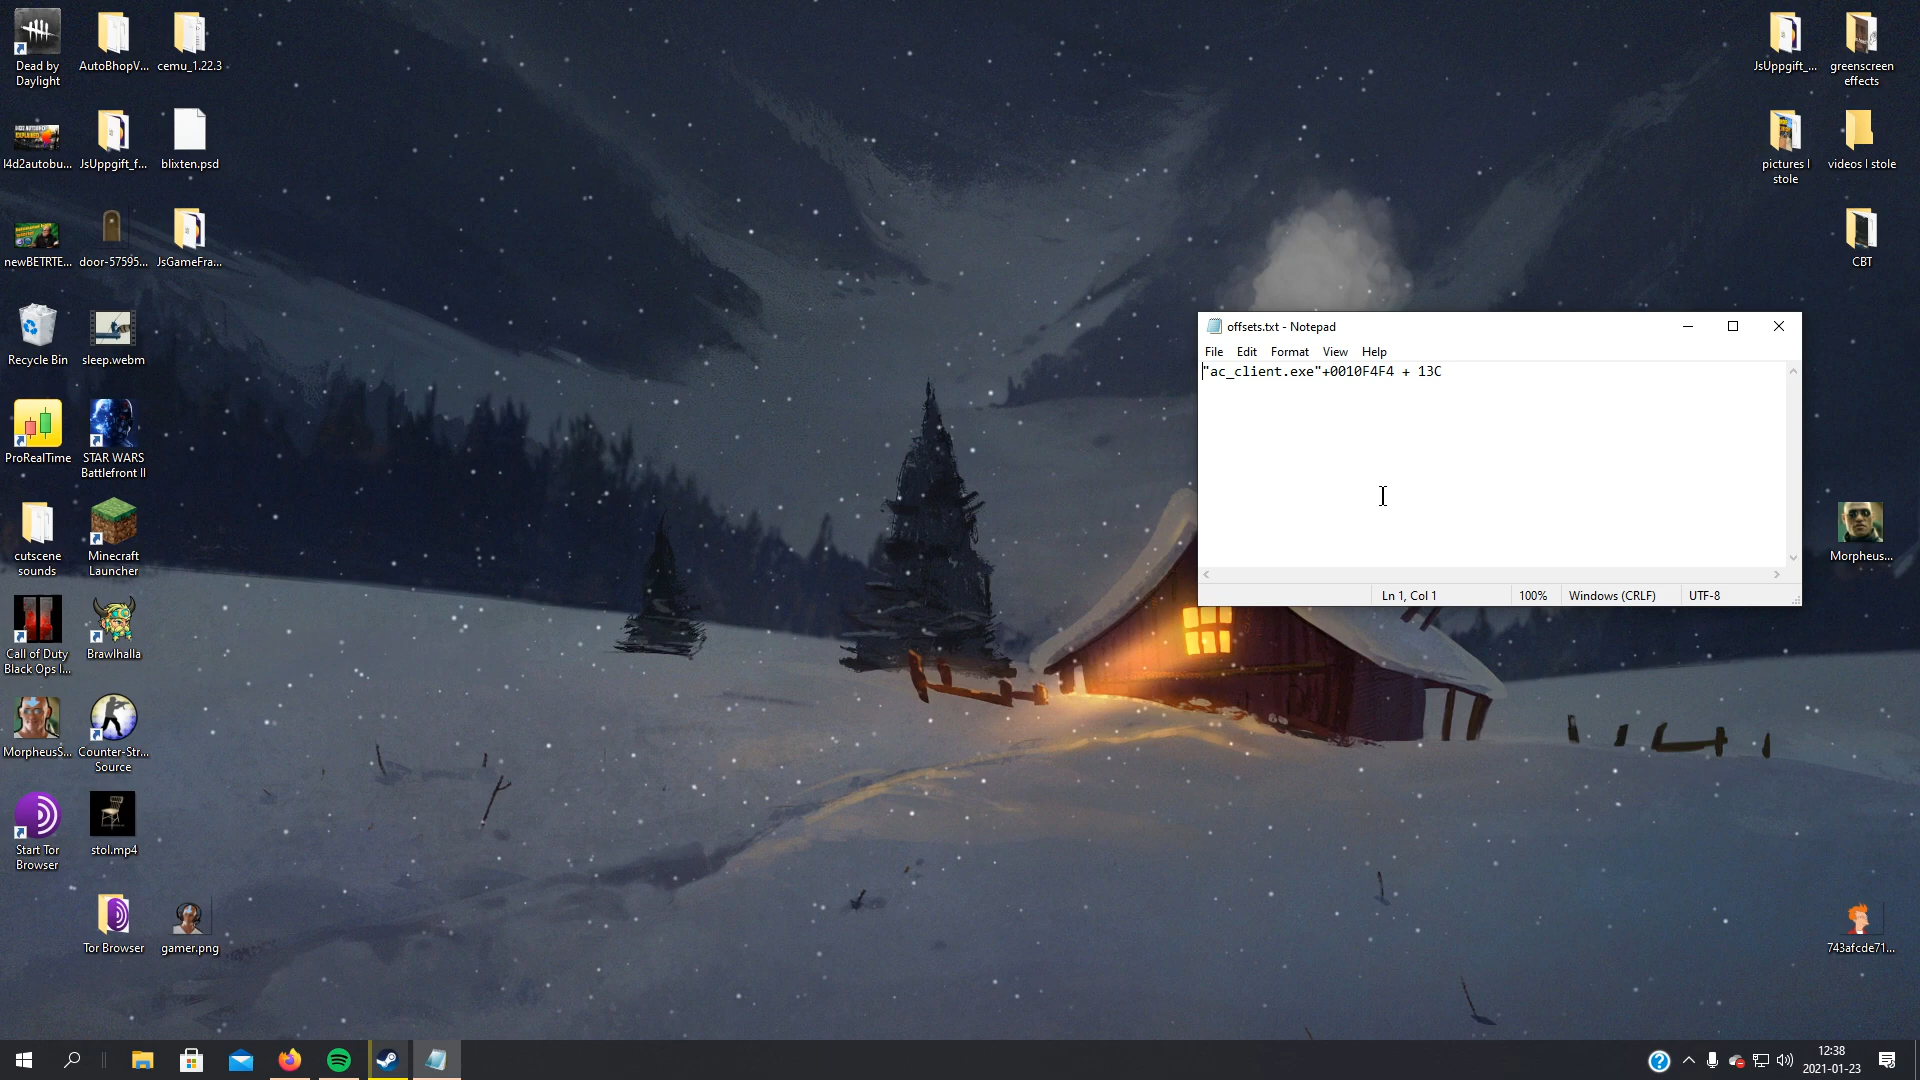 Dead by
Daylight
AutoBhopV...
cemu_1.22.3
l4d2autobu...
JsUppgift_f...
blixten.psd
newBETRTE...
door-57595...
JsGameFra...
Recycle Bin
sleep.webm
ProRealTime
STAR WARS
Battlefront II
cutscene
sounds
Minecraft
Launcher
Call of Duty
Black Ops I...
Brawlhalla
MorpheusS...
Counter-Str...
Source
Start Tor
Browser
stol.mp4
Tor Browser
gamer.png
offsets.txt - Notepad
File Edit Format View Help
"ac_client.exe"+0010F4F4 + 13C
Ln 1, Col 1 100% Windows (CRLF) UTF-8
JsUppgift_...
greenscreen
effects
pictures I
stole
videos I stole
CBT
Morpheus...
743afcde71...
12:38
2021-01-23